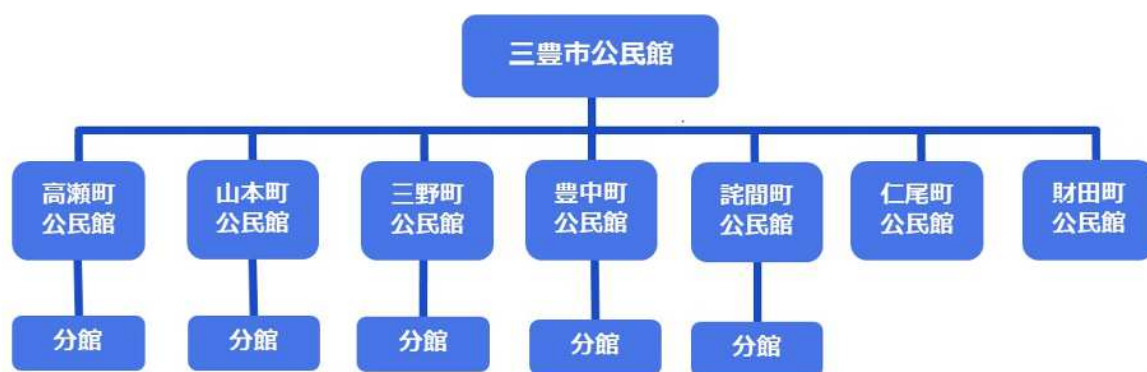 三豊市公民館
高瀬町
公民館
山本町
公民館
三野町
公民館
豊中町
公民館
詫間町
公民館
仁尾町
公民館
財田町
公民館
分館
分館
分館
分館
分館